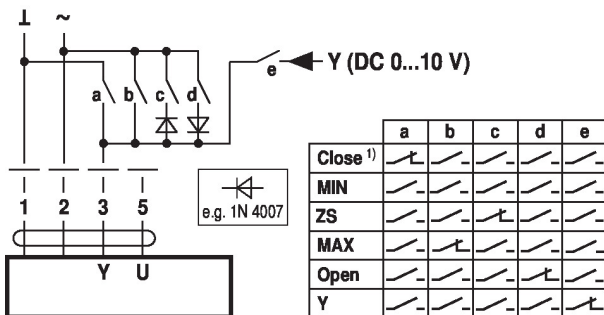 ⊥ ~
e Y (DC 0...10 V)
a b c d
1 2 3 5
e.g. 1N 4007
Y U
a b c d e
Close 1)
MIN
ZS
MAX
Open
Y